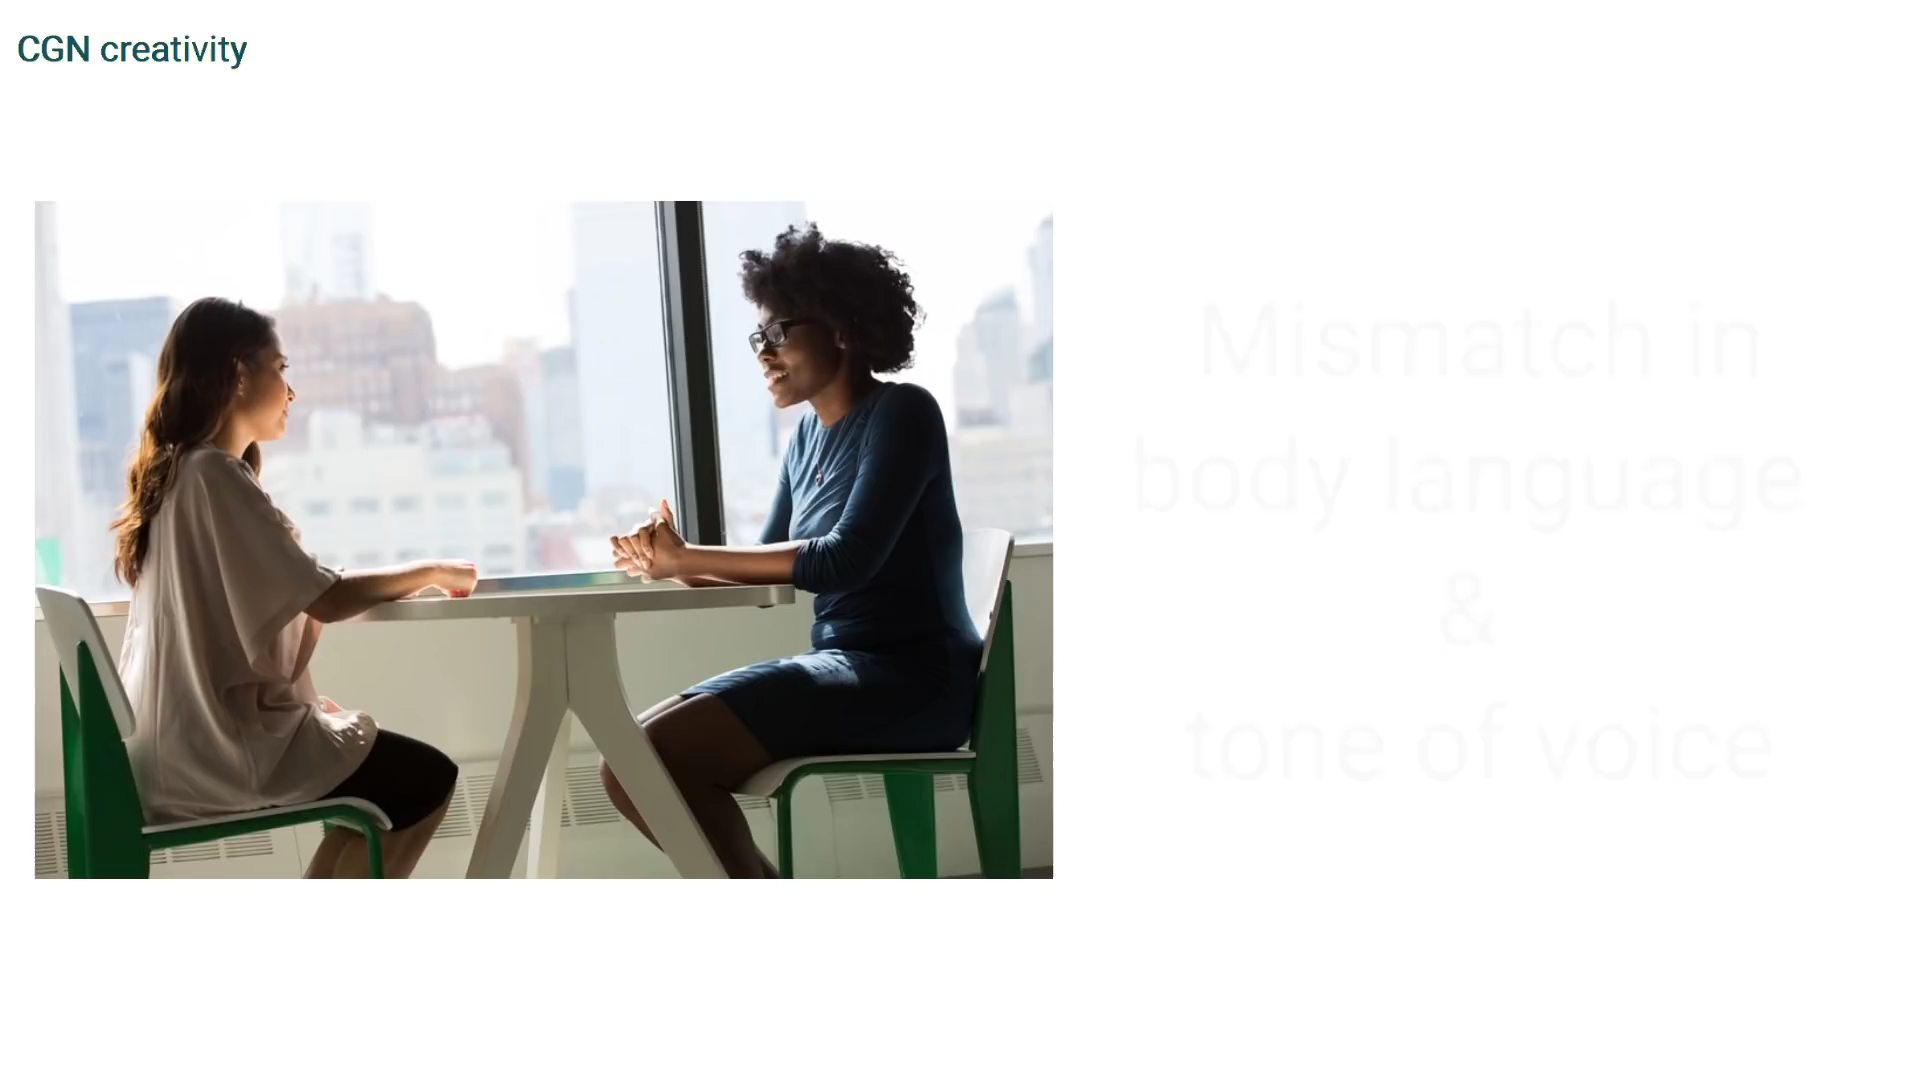 CGN creativity
Mismatch in
body language
&
tone of voice